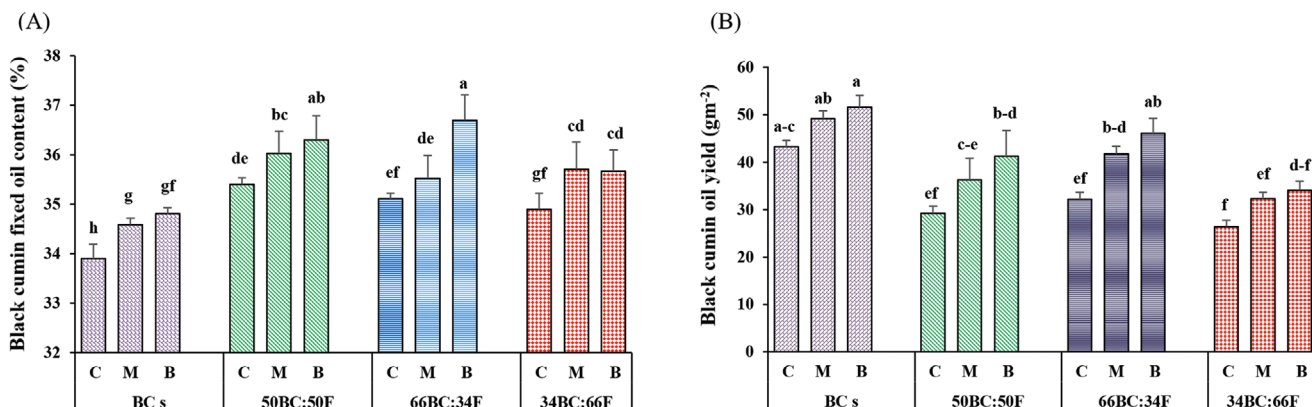 (A)
Black cumin fixed oil content (%)
38
37
36
35
34
33
32
h
g
gf
de
bc
ab
ef
de
a
gf
cd
cd
C M B C M B C M B C M B
BC s 50BC:50F 66BC:34F 34BC:66F
(B)
Black cumin oil yield (gm-2)
60
50
40
30
20
10
0
a-c
ab
a
ef
c-e
b-d
ef
b-d
ab
f
ef
d-f
C M B C M B C M B C M B
BC s 50BC:50F 66BC:34F 34BC:66F